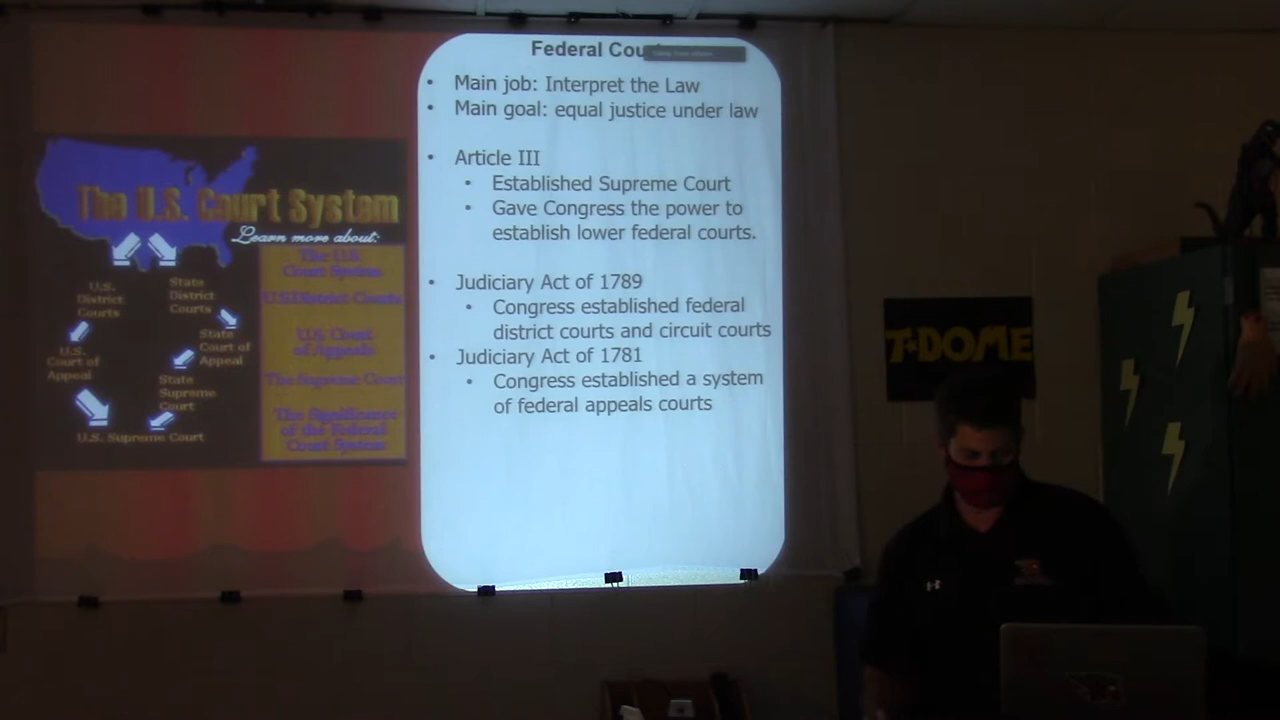 Federal Cou
• Main job: Interpret the Law
• Main goal: equal justice under law
• Article III
• Established Supreme Court
• Gave Congress the power to
establish lower federal courts.
• Judiciary Act of 1789
• Congress established federal
district courts and circuit courts
• Judiciary Act of 1781
• Congress established a system
of federal appeals courts
The U.S. Court System
Learn more about:
U.S.
District
Courts
State
District
Courts
U.S.
Court of
Appeal
State
Court of
Appeal
State
Supreme
Court
U.S. Supreme Court
The U.S
Court System
U.S District Courts
U.S. Court
of Appeals
The Supreme Court
The Significance
of the Federal
Court System
T-DOME